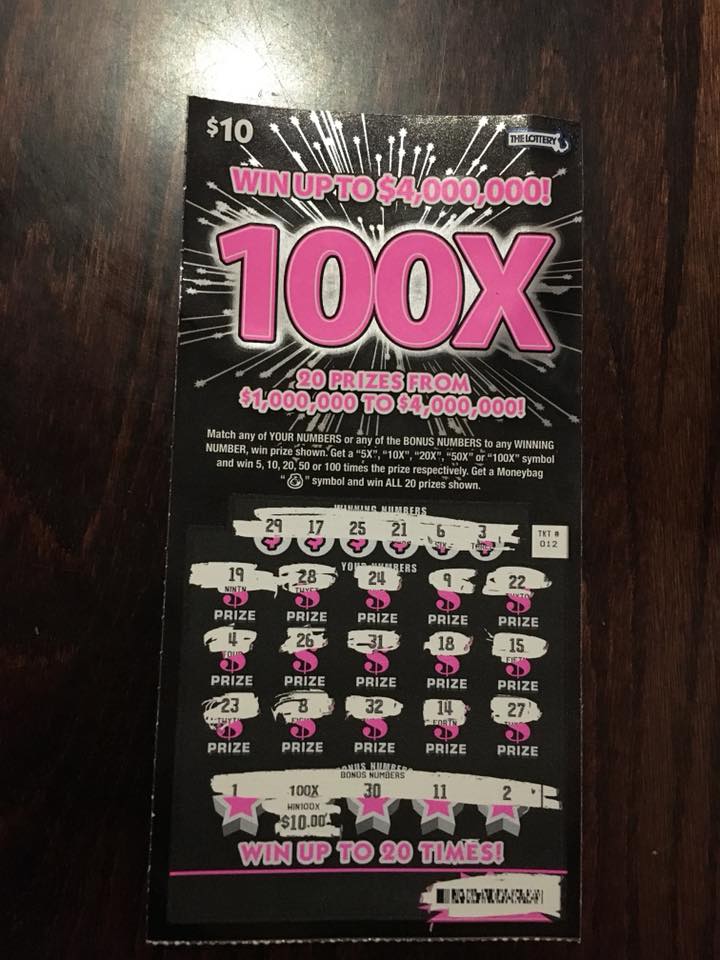 $10
THE LOTTERY
WIN UP TO $4,000,000!
100X
20 PRIZES FROM
$1,000,000 TO $4,000,000!
Match any of YOUR NUMBERS or any of the BONUS NUMBERS to any WINNING
NUMBER, win prize shown. Get a "5X", "10X", "20X", "50X" or "100X" symbol
and win 5, 10, 20, 50 or 100 times the prize respectively. Get a Moneybag
" " symbol and win ALL 20 prizes shown.
WINNING NUMBERS
29 17 25 21 6 3
SIX
TKT #
012
YOUR NUMBERS
19 28 24 9 22
NINTN
$ $ $ $ $
PRIZE PRIZE PRIZE PRIZE PRIZE
4 26 31 18 15
$ $ $ $ $
PRIZE PRIZE PRIZE PRIZE PRIZE
23 8 32 14 27
FORTN
$ $ $ $ $
PRIZE PRIZE PRIZE PRIZE PRIZE
BONUS NUMBERS
BONUS NUMBERS
1 100X 30 11 2
WIN100X
$10.00
WIN UP TO 20 TIMES!